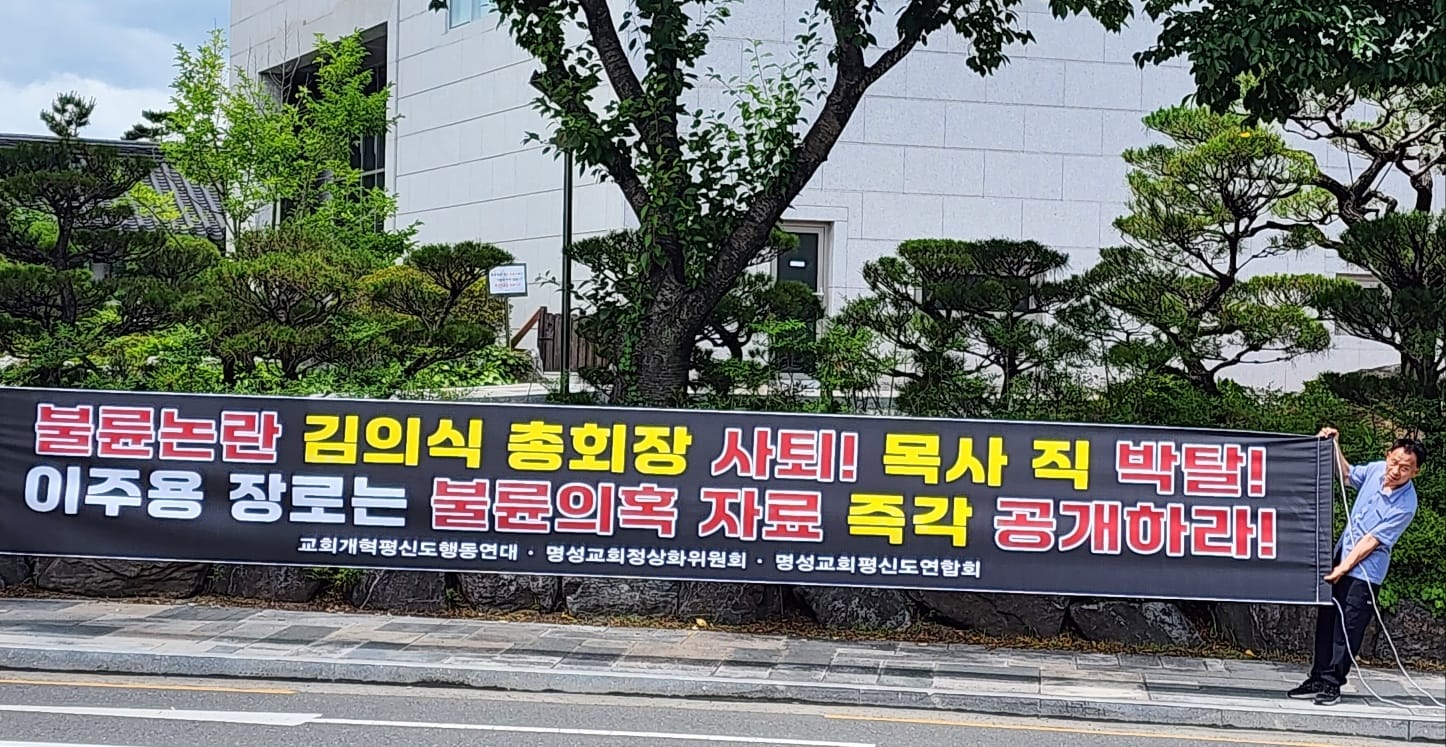 불륜논란 김의식 총회장 사퇴! 목사 직 박탈!
이주용 장로는 불륜의혹 자료 즉각 공개하라!
교회개혁평신도행동연대 · 명성교회정상화위원회 · 명성교회평신도연합회